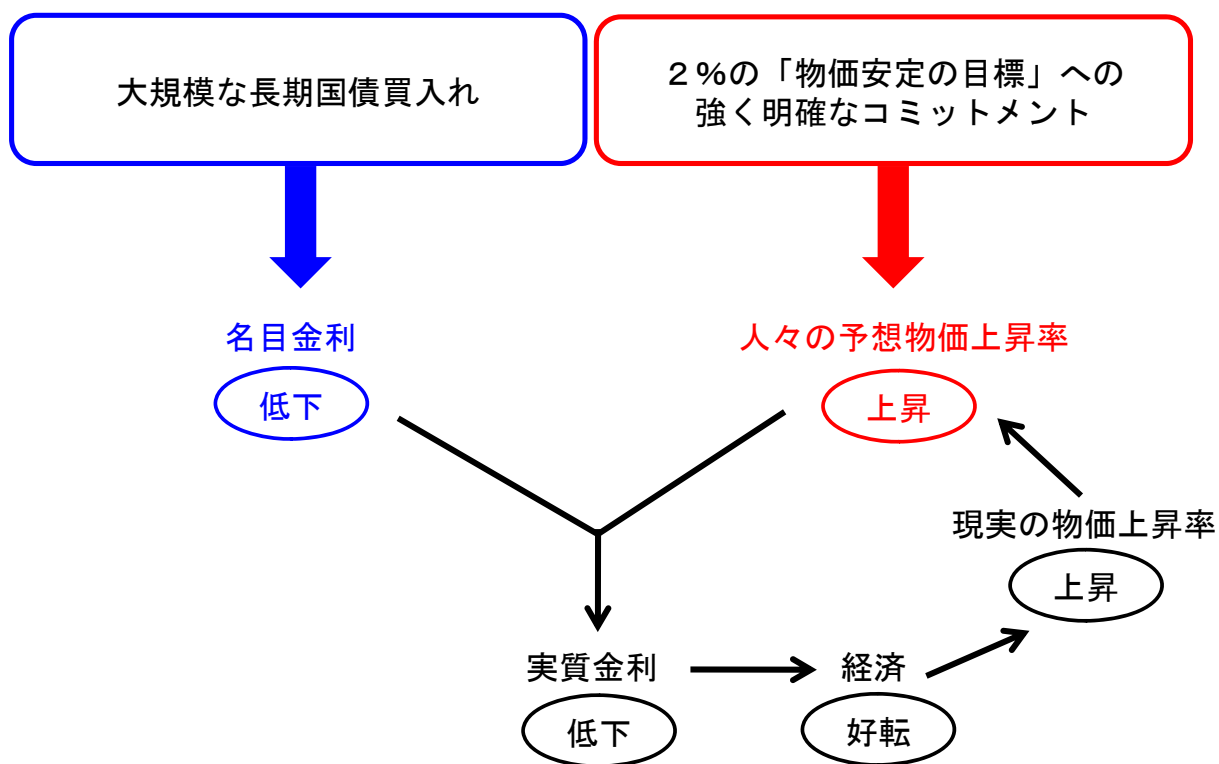 大規模な長期国債買入れ
２％の「物価安定の目標」への
強く明確なコミットメント
名目金利
低下
人々の予想物価上昇率
上昇
現実の物価上昇率
上昇
実質金利
低下
経済
好転